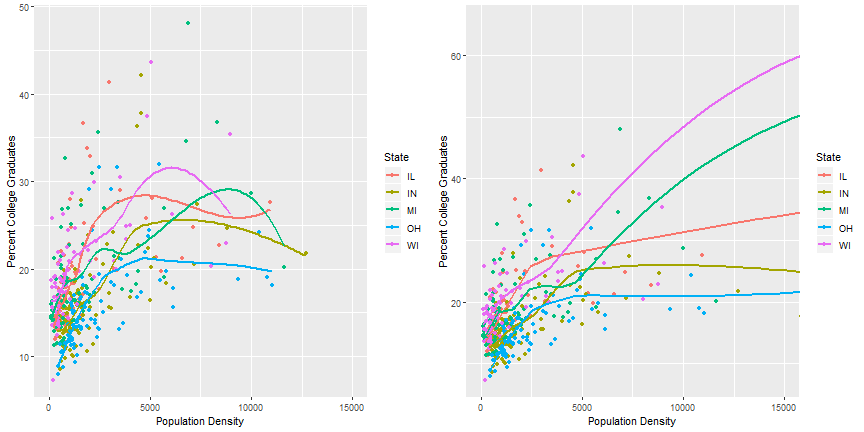 50
40
30
20
10
Percent College Graduates
0
5000
10000
15000
Population Density
State
IL
IN
MI
OH
WI
60
40
20
Percent College Graduates
0
5000
10000
15000
Population Density
State
IL
IN
MI
OH
WI